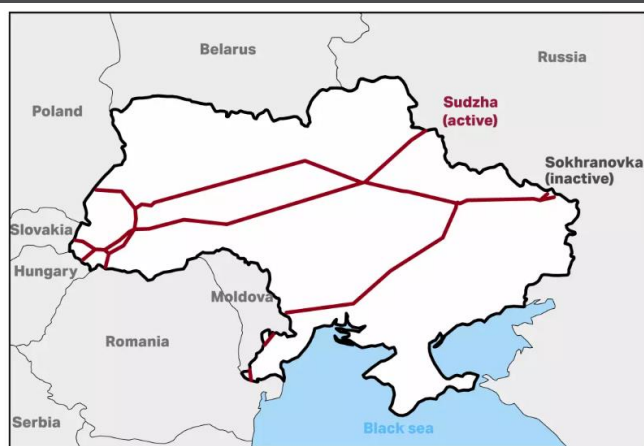 Belarus
Russia
Poland
Sudzha
(active)
Sokhranovka
(inactive)
Slovakia
Hungary
Moldova
Romania
Serbia
Black sea